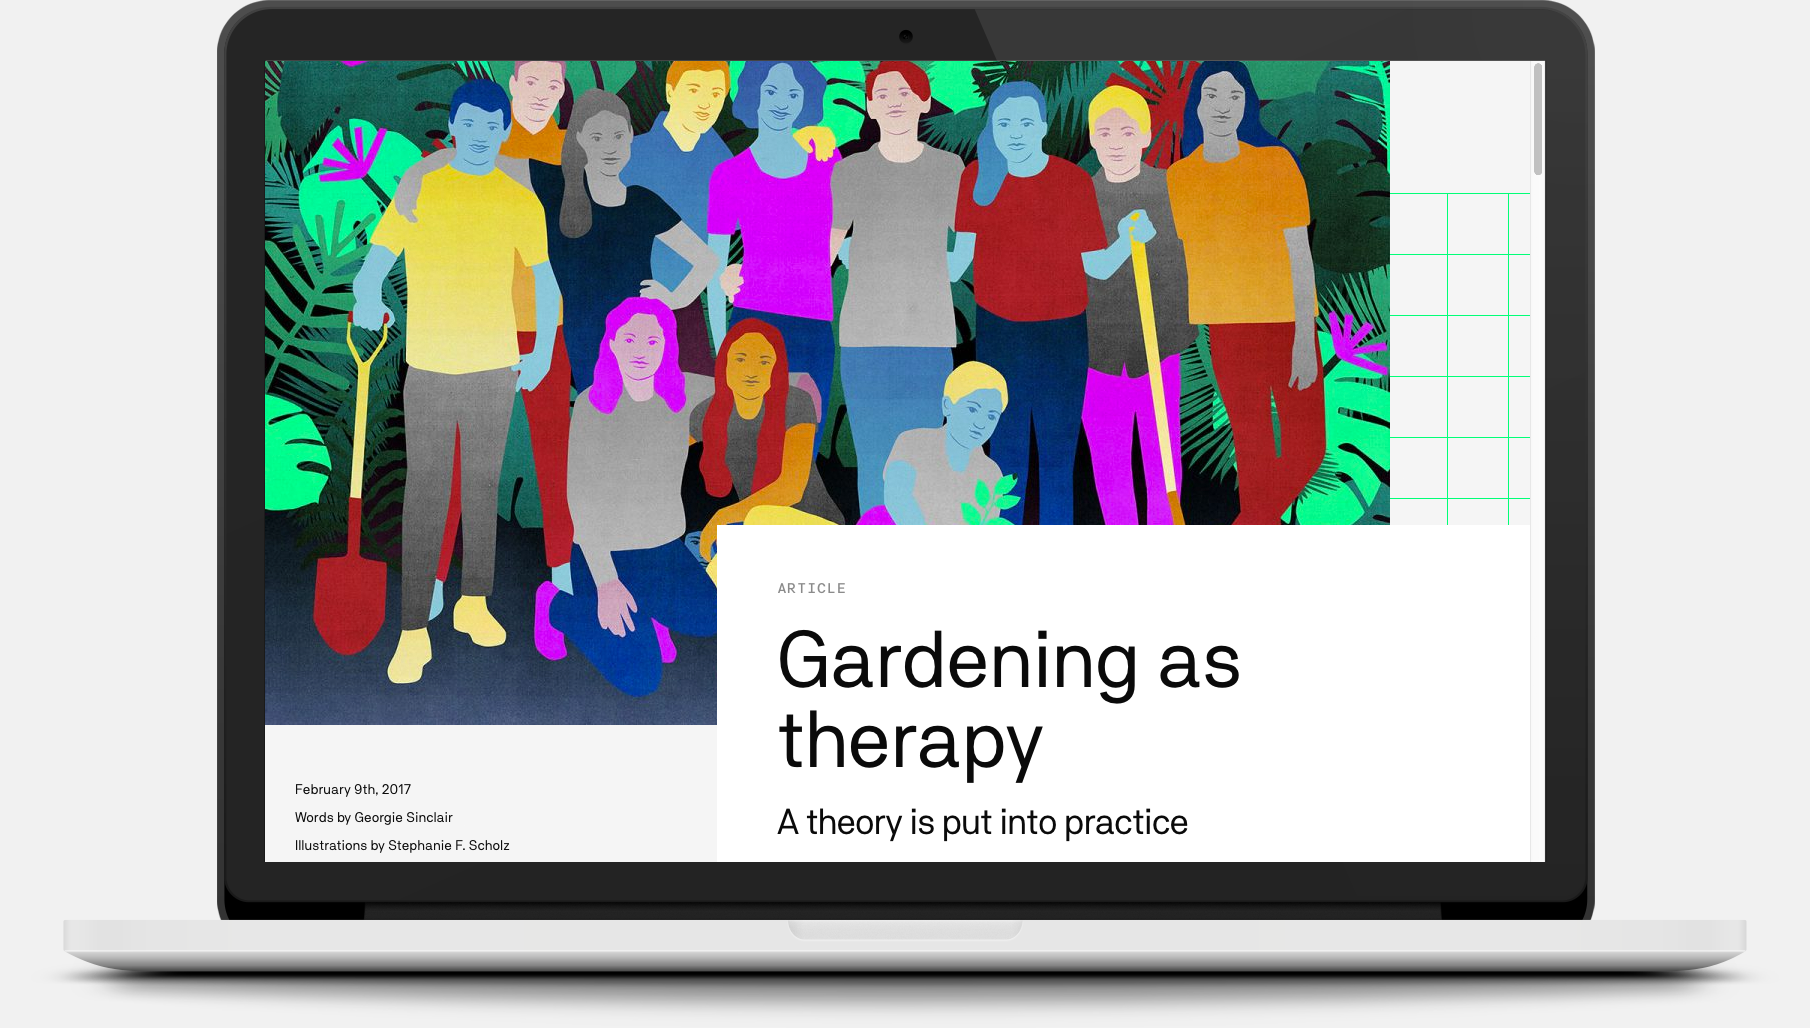 ARTICLE
Gardening as
therapy
A theory is put into practice
February 9th, 2017
Words by Georgie Sinclair
Illustrations by Stephanie F. Scholz